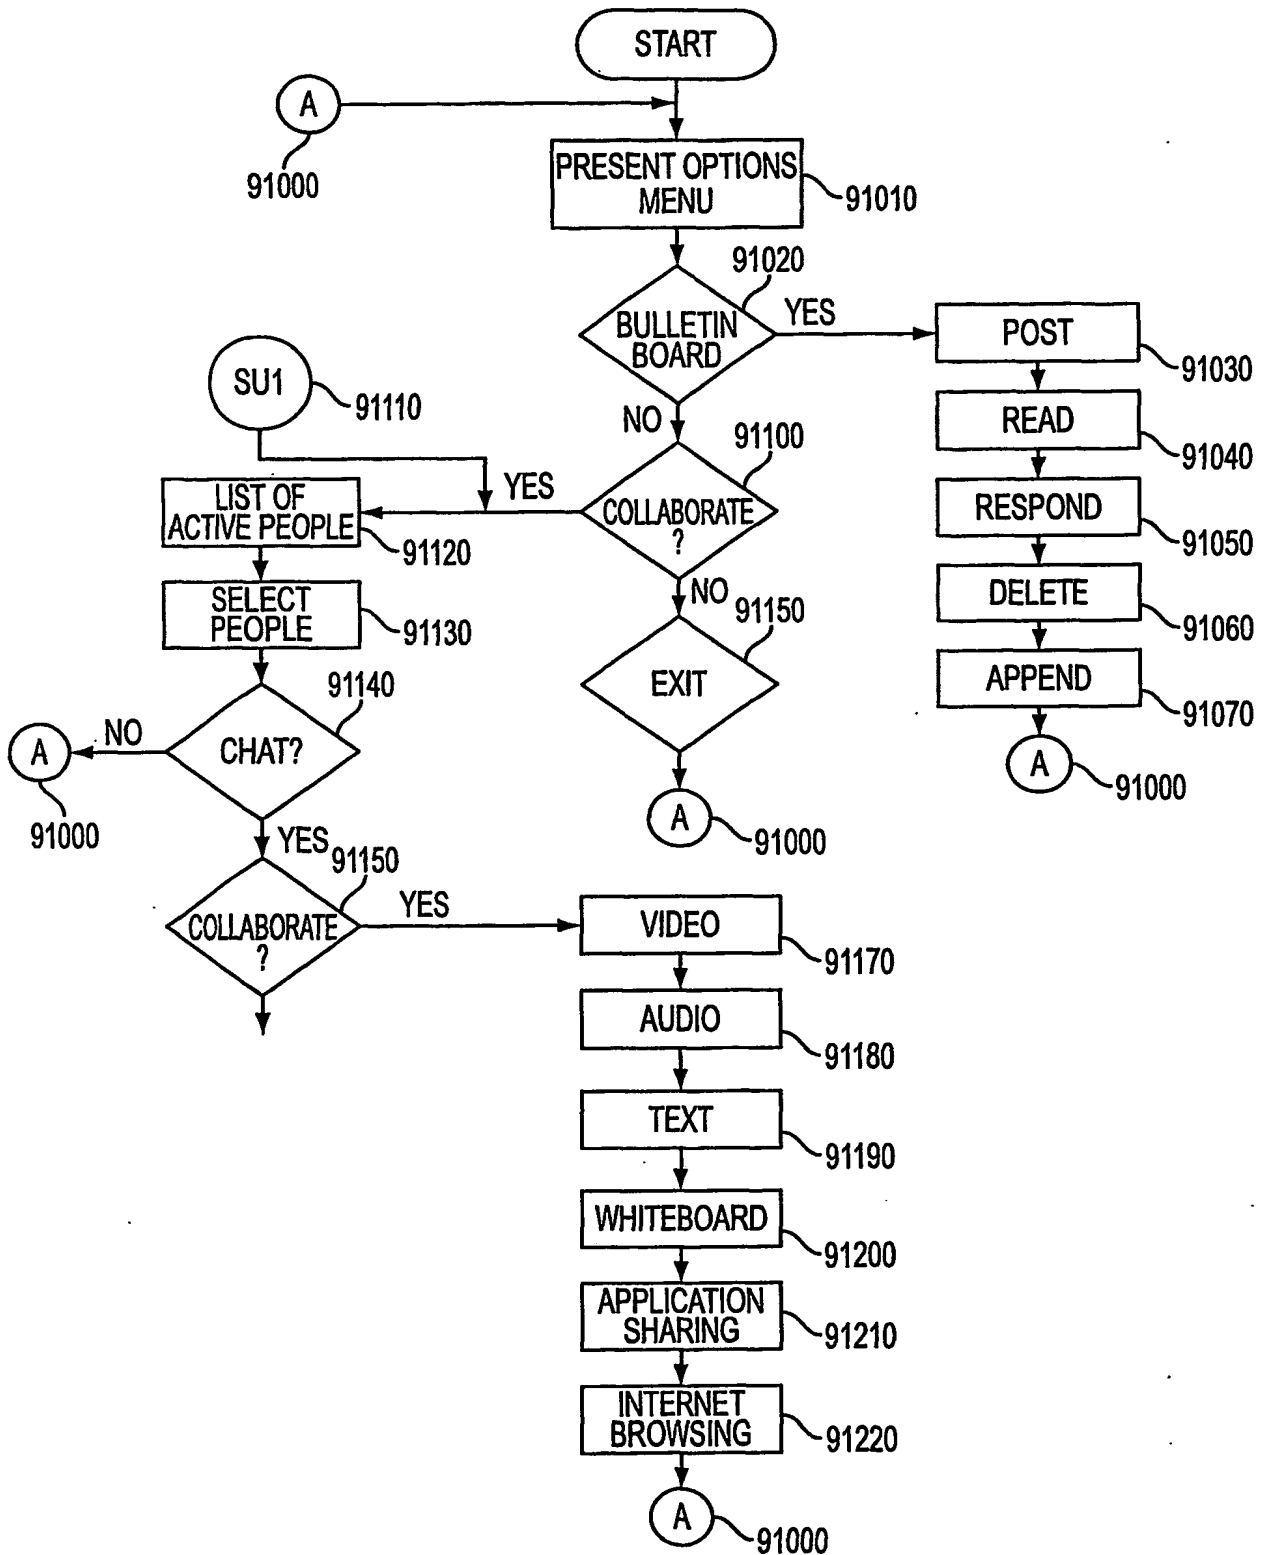 START
A
91000
PRESENT OPTIONS
MENU
91010
91020
BULLETIN
BOARD
YES
POST
91030
NO
READ
91040
RESPOND
91050
DELETE
91060
APPEND
91070
A
91000
SU1
91110
91100
COLLABORATE
?
YES
LIST OF
ACTIVE PEOPLE
91120
SELECT
PEOPLE
91130
NO
91150
EXIT
A
91000
91140
CHAT?
NO
A
91000
YES
91150
COLLABORATE
?
YES
VIDEO
91170
AUDIO
91180
TEXT
91190
WHITEBOARD
91200
APPLICATION
SHARING
91210
INTERNET
BROWSING
91220
A
91000